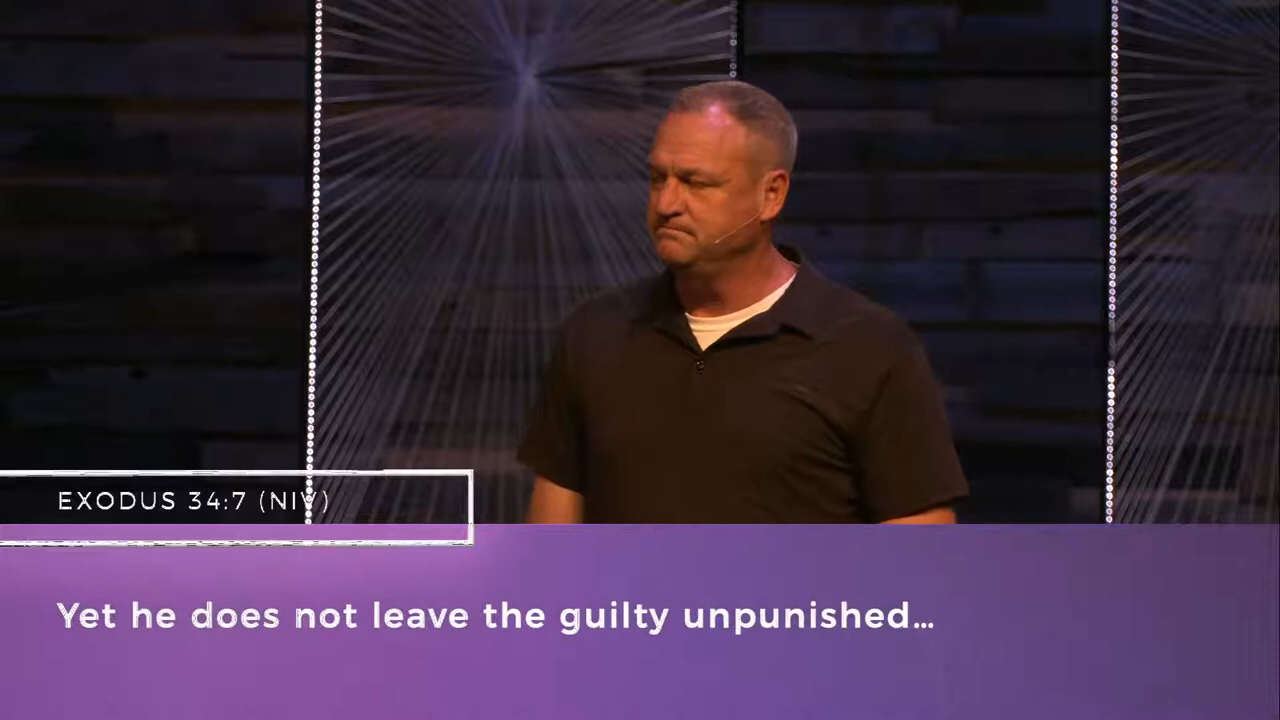 EXODUS 34:7 (NIV)
Yet he does not leave the guilty unpunished…